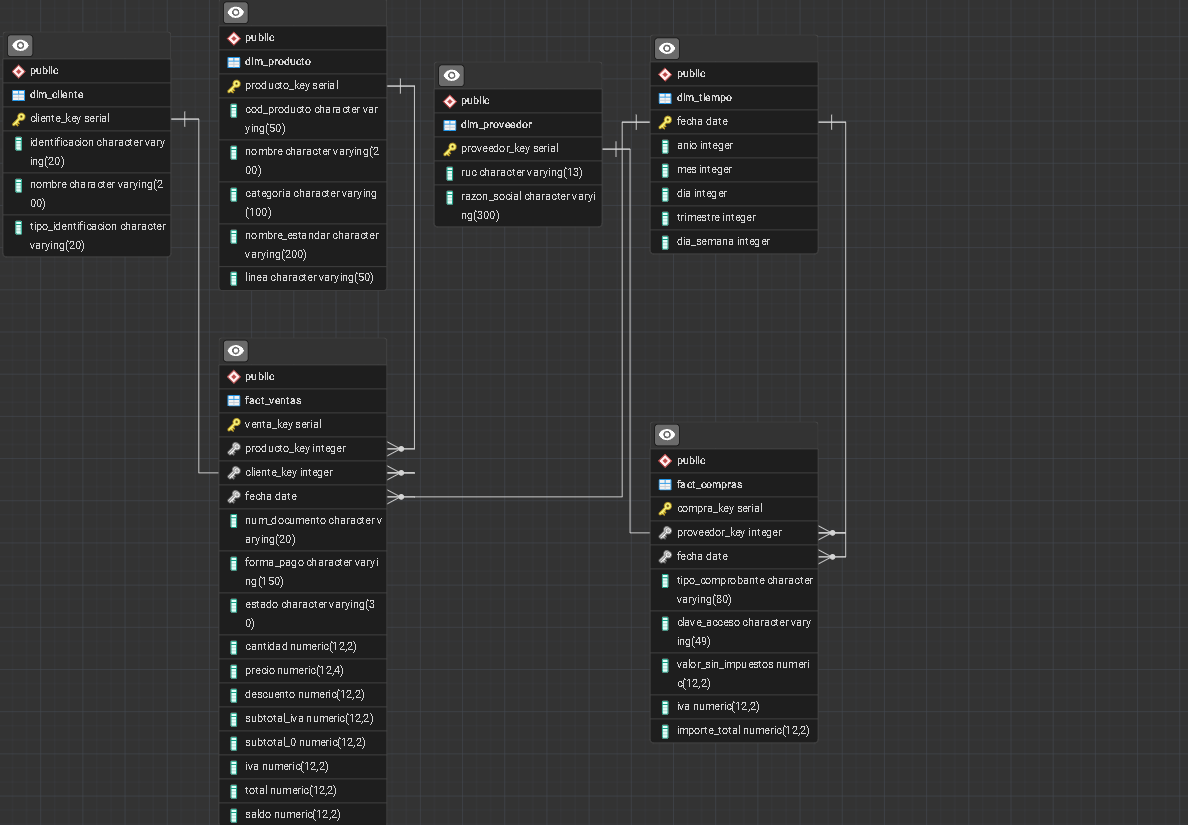 public
dim_cliente
cliente_key serial
identificacion character vary
ing(20)
nombre character varying(2
00)
tipo_identificacion character
varying(20)
public
dim_producto
producto_key serial
cod_producto character var
ying(50)
nombre character varying(2
00)
categoria character varying
(100)
nombre_estandar character
varying(200)
linea character varying(50)
public
dim_proveedor
proveedor_key serial
ruc character varying(13)
razon_social character varyi
ng(300)
public
dim_tiempo
fecha date
anio integer
mes integer
dia integer
trimestre integer
dia_semana integer
public
fact_ventas
venta_key serial
producto_key integer
cliente_key integer
fecha date
num_documento character v
arying(20)
forma_pago character varyi
ng(150)
estado character varying(3
0)
cantidad numeric(12,2)
precio numeric(12,4)
descuento numeric(12,2)
subtotal_iva numeric(12,2)
subtotal_0 numeric(12,2)
iva numeric(12,2)
total numeric(12,2)
saldo numeric(12,2)
public
fact_compras
compra_key serial
proveedor_key integer
fecha date
tipo_comprobante character
varying(80)
clave_acceso character vary
ing(49)
valor_sin_impuestos numeri
c(12,2)
iva numeric(12,2)
importe_total numeric(12,2)